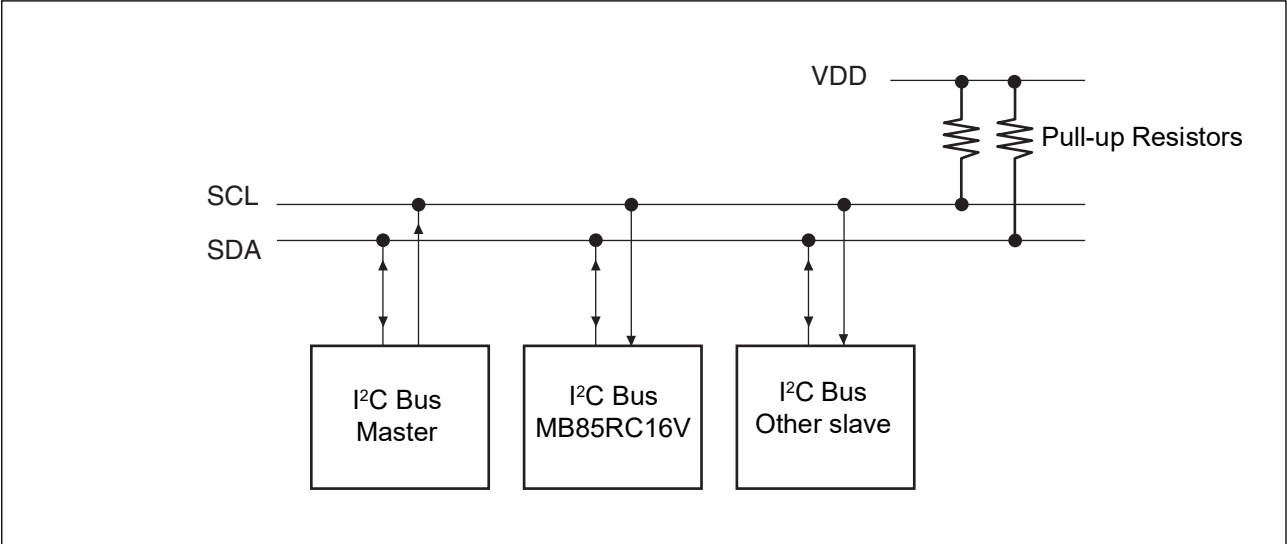 VDD
Pull-up Resistors
SCL
SDA
I²C Bus
Master
I²C Bus
MB85RC16V
I²C Bus
Other slave